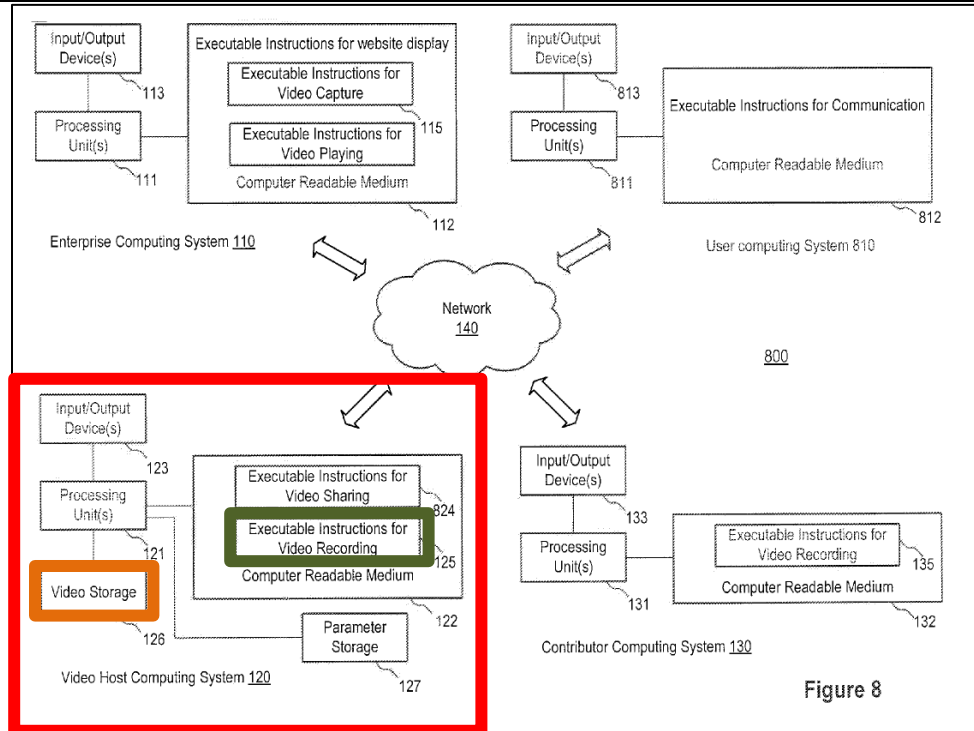 Input/Output
Device(s)
113
Processing
Unit(s)
111
Executable Instructions for website display
Executable Instructions for
Video Capture
115
Executable Instructions for
Video Playing
Computer Readable Medium
112
Enterprise Computing System 110
Input/Output
Device(s)
813
Processing
Unit(s)
811
Executable Instructions for Communication
Computer Readable Medium
812
User computing System 810
Network
140
800
Input/Output
Device(s)
123
Processing
Unit(s)
121
Video Storage
126
Executable Instructions for
Video Sharing
824
Executable Instructions for
Video Recording
125
Computer Readable Medium
122
Parameter
Storage
127
Video Host Computing System 120
Input/Output
Device(s)
133
Processing
Unit(s)
131
Executable Instructions for
Video Recording
135
Computer Readable Medium
132
Contributor Computing System 130
Figure 8